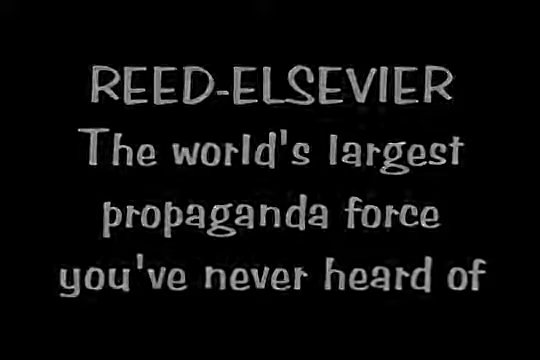 REED-ELSEVIER
The world's largest
propaganda force
you've never heard of